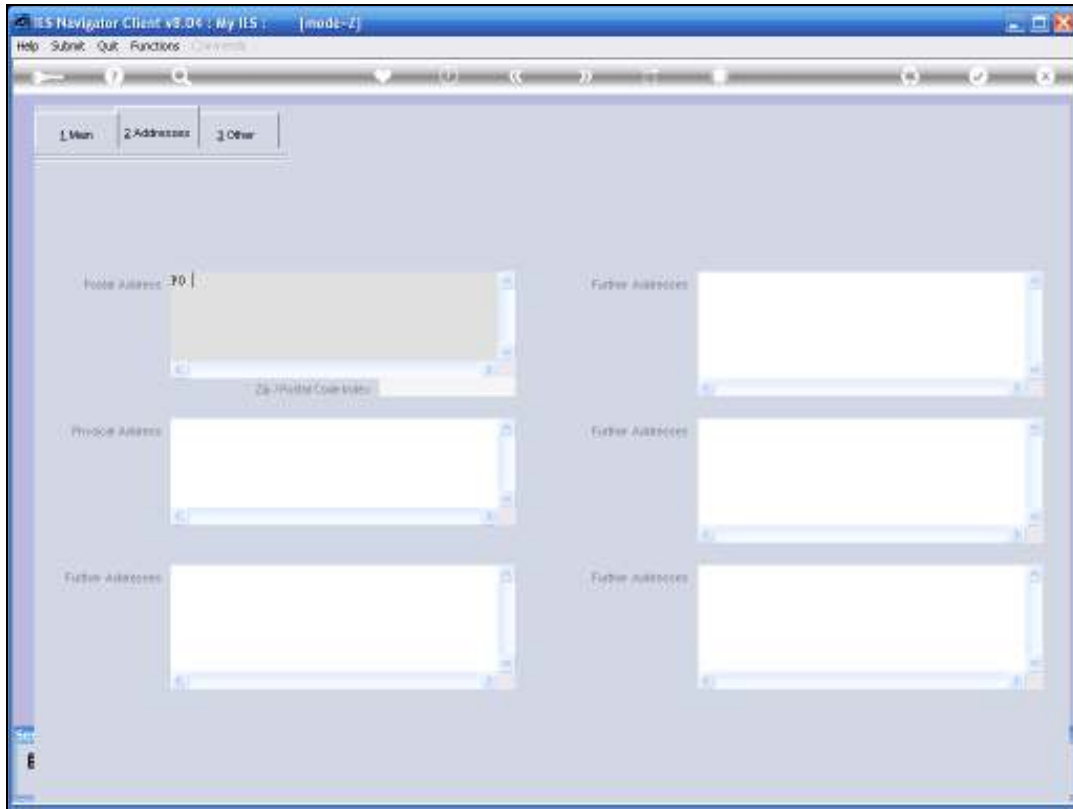 IES Navigator Client v8.04 : My IES : [mode=Z]
Help Submit Quit Functions Commands
1 Main 2 Addresses 3 Other
Postal Address PO
Further Addresses
Zip / Postal Code Index
Physical Address
Further Addresses
Further Addresses
Further Addresses